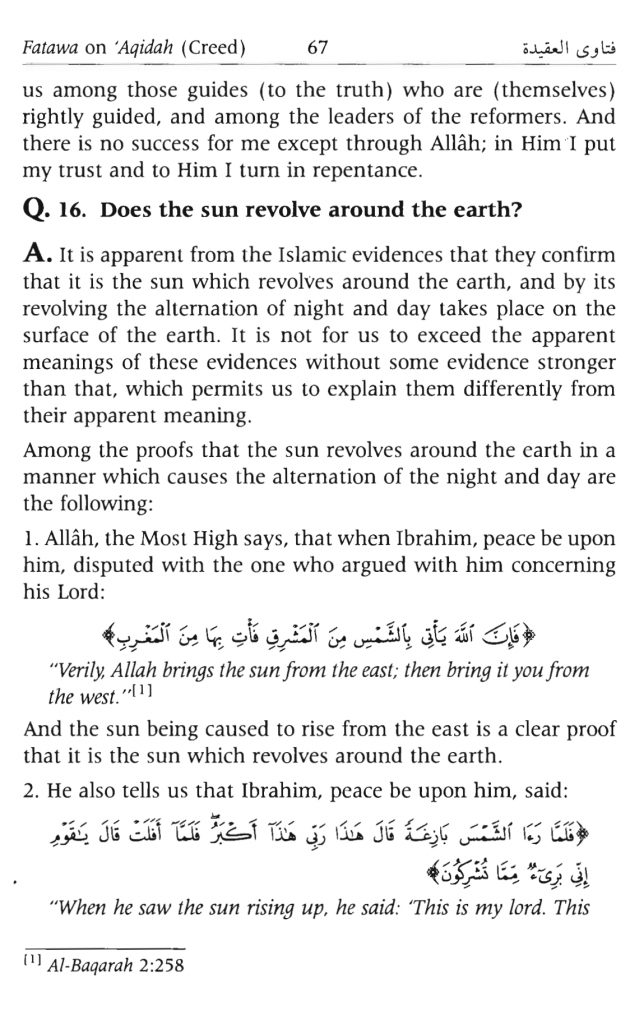 Fatawa on ‘Aqidah (Creed) 67 فتاوى العقيدة
us among those guides (to the truth) who are (themselves)
rightly guided, and among the leaders of the reformers. And
there is no success for me except through Allâh; in Him I put
my trust and to Him I turn in repentance.
Q. 16. Does the sun revolve around the earth?
A. It is apparent from the Islamic evidences that they confirm
that it is the sun which revolves around the earth, and by its
revolving the alternation of night and day takes place on the
surface of the earth. It is not for us to exceed the apparent
meanings of these evidences without some evidence stronger
than that, which permits us to explain them differently from
their apparent meaning.
Among the proofs that the sun revolves around the earth in a
manner which causes the alternation of the night and day are
the following:
1. Allâh, the Most High says, that when Ibrahim, peace be upon
him, disputed with the one who argued with him concerning
his Lord:
﴿فَإِنَّ ٱللَّهَ يَأْتِى بِٱلشَّمْسِ مِنَ ٱلْمَشْرِقِ فَأْتِ بِهَا مِنَ ٱلْمَغْرِبِ﴾
“Verily, Allah brings the sun from the east; then bring it you from
the west.”[1]
And the sun being caused to rise from the east is a clear proof
that it is the sun which revolves around the earth.
2. He also tells us that Ibrahim, peace be upon him, said:
﴿فَلَمَّا رَءَا ٱلشَّمْسَ بَازِغَةً قَالَ هَٰذَا رَبِّى هَٰذَآ أَكْبَرُ ۖ فَلَمَّآ أَفَلَتْ قَالَ يَٰقَوْمِ
إِنِّى بَرِىٓءٌ مِّمَّا تُشْرِكُونَ﴾
“When he saw the sun rising up, he said: ‘This is my lord. This
[1] Al-Baqarah 2:258